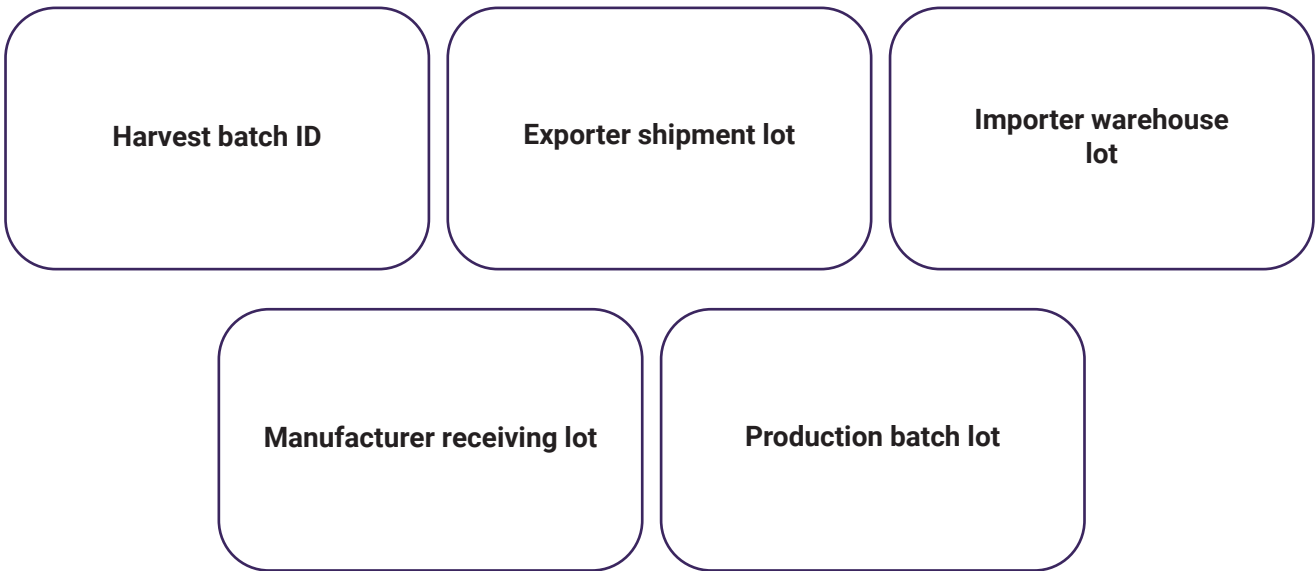 Harvest batch ID
Exporter shipment lot
Importer warehouse
lot
Manufacturer receiving lot
Production batch lot